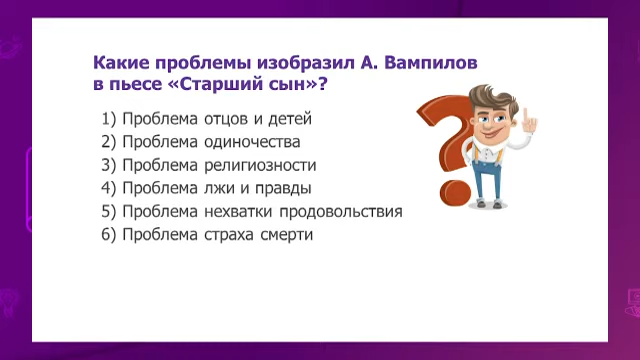 Какие проблемы изобразил А. Вампилов
в пьесе «Старший сын»?
1) Проблема отцов и детей
2) Проблема одиночества
3) Проблема религиозности
4) Проблема лжи и правды
5) Проблема нехватки продовольствия
6) Проблема страха смерти